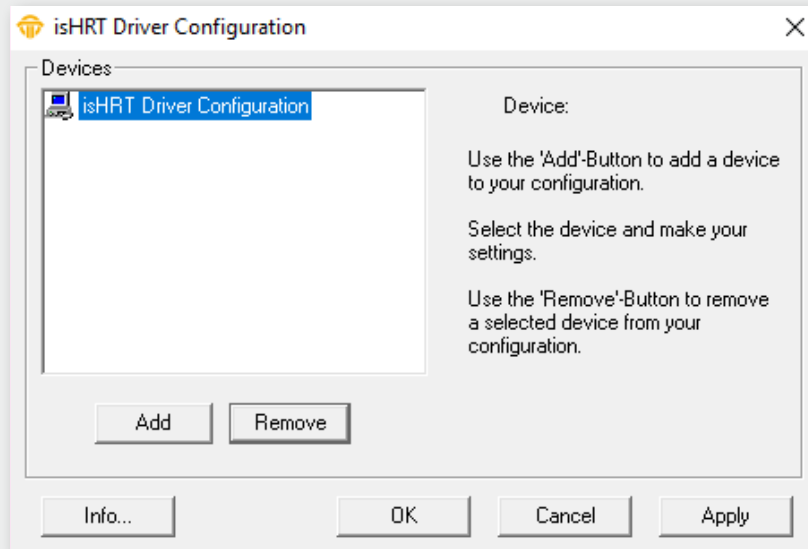 isHRT Driver Configuration
Devices
isHRT Driver Configuration
Device:
Use the 'Add'-Button to add a device
to your configuration.
Select the device and make your
settings.
Use the 'Remove'-Button to remove
a selected device from your
configuration.
Add
Remove
Info...
OK
Cancel
Apply